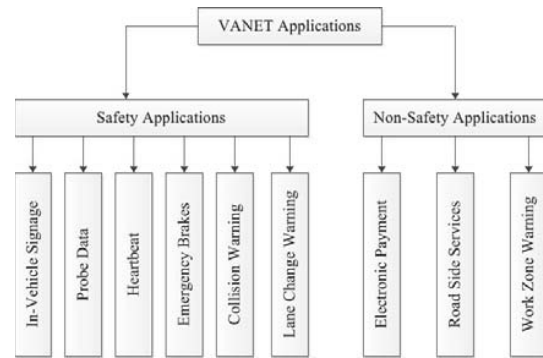 VANET Applications
Safety Applications
Non-Safety Applications
In-Vehicle Signage
Probe Data
Heartbeat
Emergency Brakes
Collision Warning
Lane Change Warning
Electronic Payment
Road Side Services
Work Zone Warning